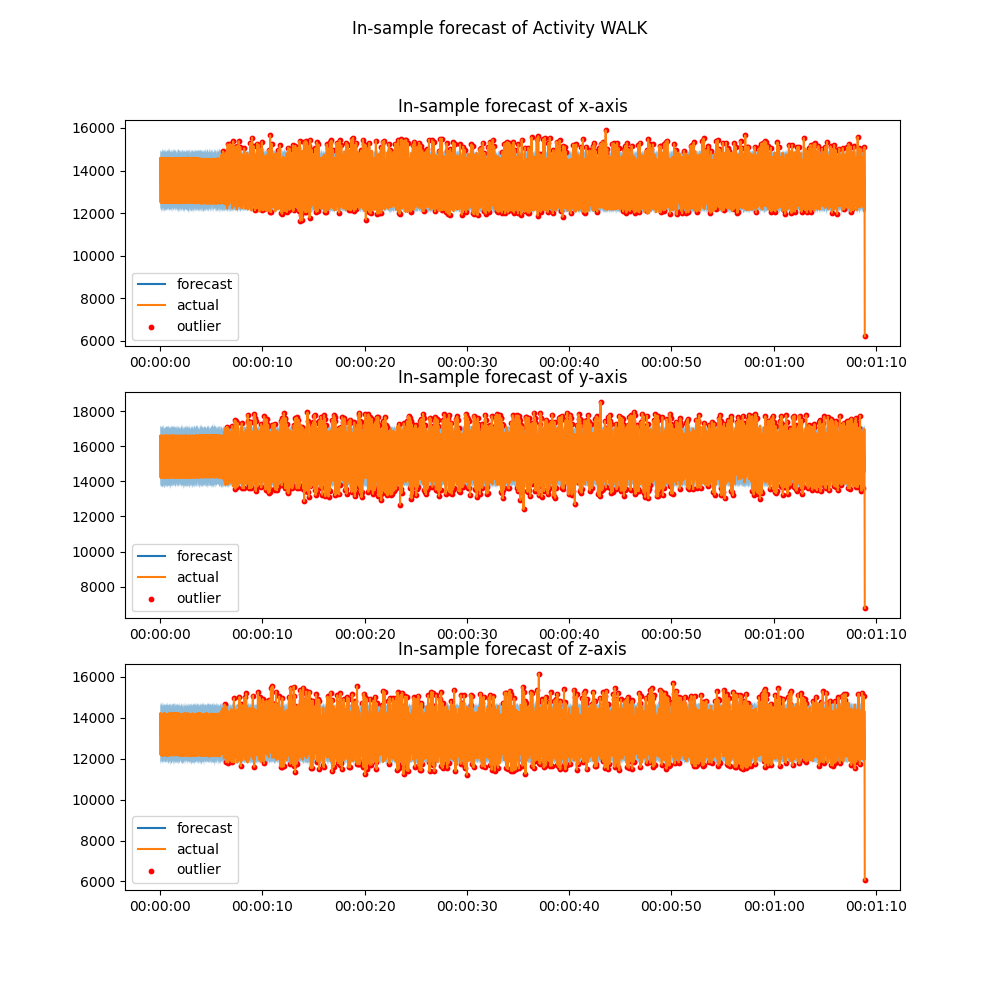 In-sample forecast of Activity WALK
In-sample forecast of x-axis
16000
14000
12000
10000
8000
6000
forecast
actual
outlier
00:00:00 00:00:10 00:00:20 00:00:30 00:00:40 00:00:50 00:01:00 00:01:10
In-sample forecast of y-axis
18000
16000
14000
12000
10000
8000
forecast
actual
outlier
00:00:00 00:00:10 00:00:20 00:00:30 00:00:40 00:00:50 00:01:00 00:01:10
In-sample forecast of z-axis
16000
14000
12000
10000
8000
6000
forecast
actual
outlier
00:00:00 00:00:10 00:00:20 00:00:30 00:00:40 00:00:50 00:01:00 00:01:10